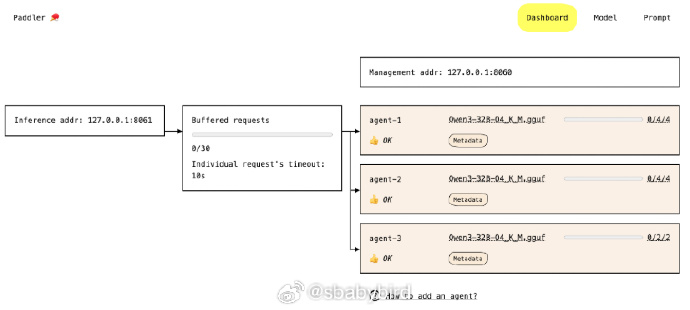 Paddler
Dashboard
Model
Prompt
Management addr: 127.0.0.1:8060
Inference addr: 127.0.0.1:8061
Buffered requests
0/30
Individual request's timeout:
10s
agent-1
Qwen3-32B-Q4_K_M.gguf
0/4/4
👍 OK
Metadata
agent-2
Qwen3-32B-Q4_K_M.gguf
0/4/4
👍 OK
Metadata
agent-3
Qwen3-32B-Q4_K_M.gguf
0/2/2
👍 OK
Metadata
How to add an agent?
@sbabybird